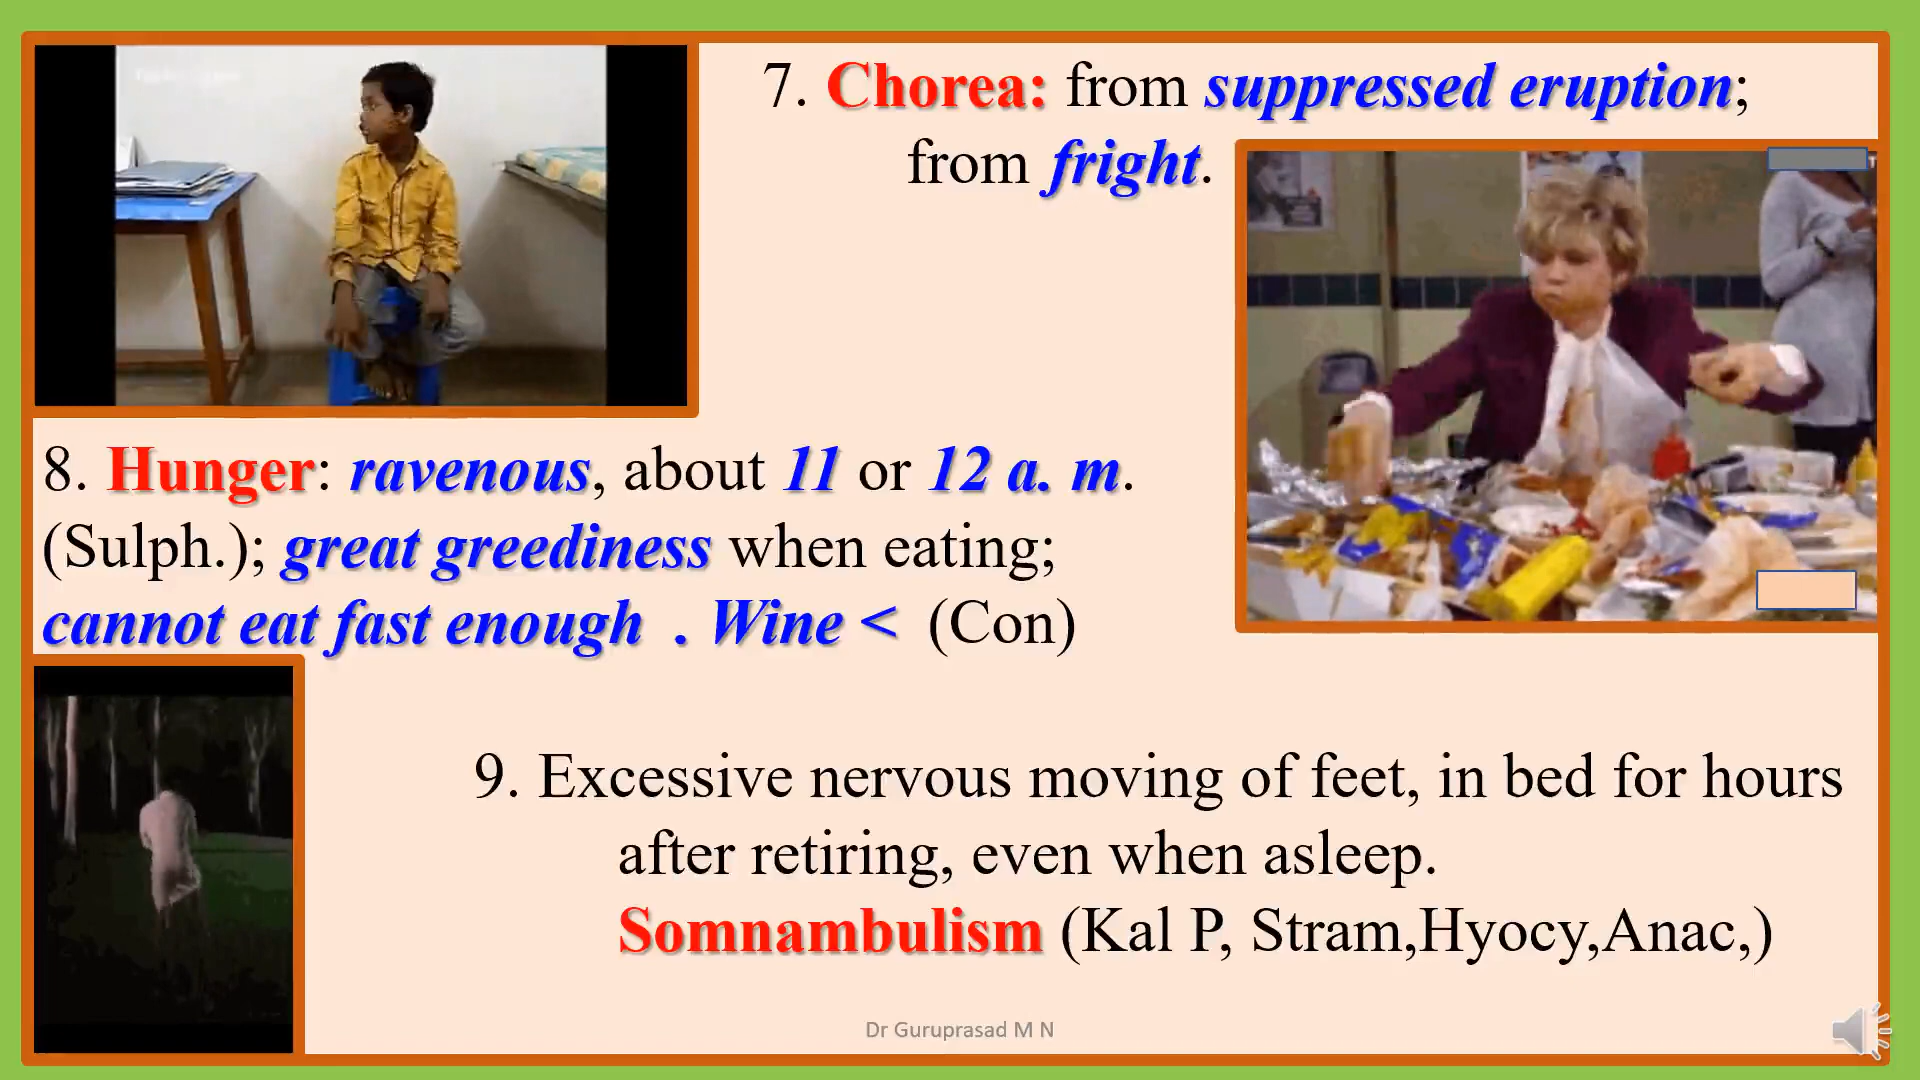 7. Chorea: from suppressed eruption;
from fright.
8. Hunger: ravenous, about 11 or 12 a. m.
(Sulph.); great greediness when eating;
cannot eat fast enough . Wine < (Con)
9. Excessive nervous moving of feet, in bed for hours
after retiring, even when asleep.
Somnambulism (Kal P, Stram,Hyocy,Anac,)
Dr Guruprasad M N